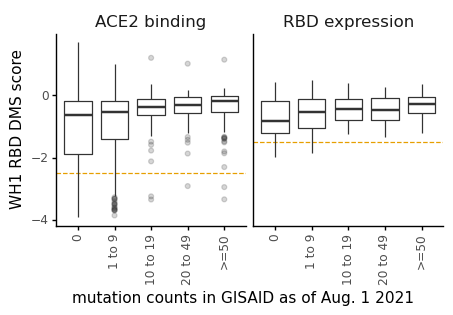 ACE2 binding RBD expression
WH1 RBD DMS score
0
−2
−4
0 1 to 9 10 to 19 20 to 49 >=50 0 1 to 9 10 to 19 20 to 49 >=50
mutation counts in GISAID as of Aug. 1 2021